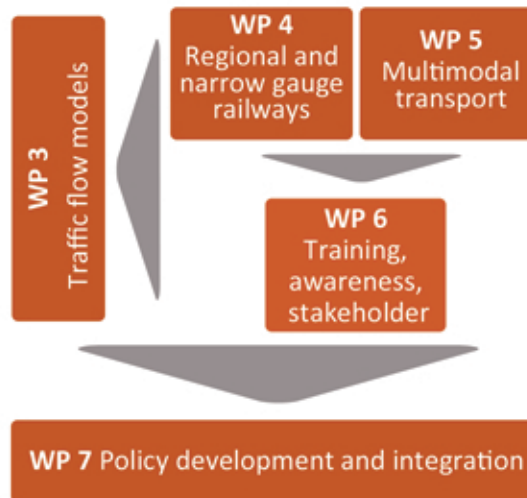 WP 3
Traffic flow models
WP 4
Regional and
narrow gauge
railways
WP 5
Multimodal
transport
WP 6
Training,
awareness,
stakeholder
WP 7 Policy development and integration